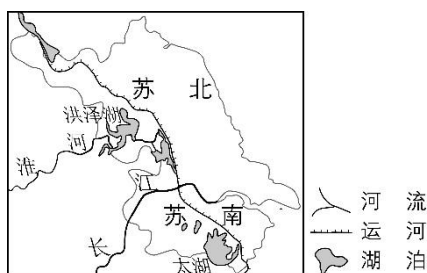 苏 北
洪泽湖
淮 河
江
苏 南
长
太湖
河 流
运 河
湖 泊